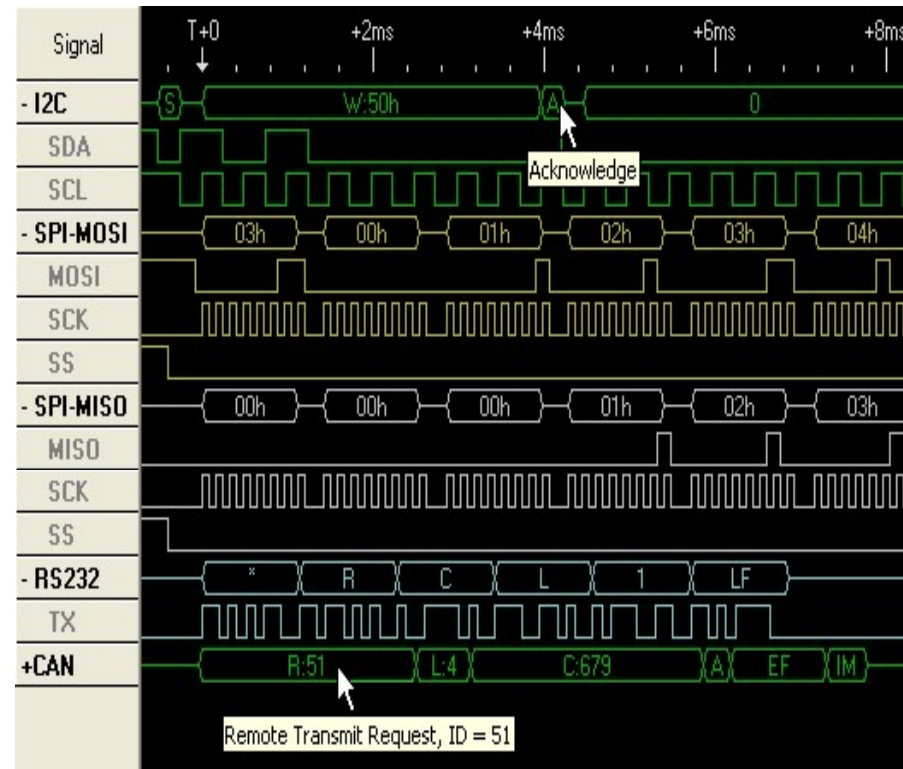 Signal T+0 +2ms +4ms +6ms +8ms
- I2C S W:50h A 0
SDA
Acknowledge
SCL
- SPI-MOSI 03h 00h 01h 02h 03h 04h
MOSI
SCK
SS
- SPI-MISO 00h 00h 00h 01h 02h 03h
MISO
SCK
SS
- RS232 * R C L 1 LF
TX
+CAN R:51 L:4 C:679 A EF IM
Remote Transmit Request, ID = 51